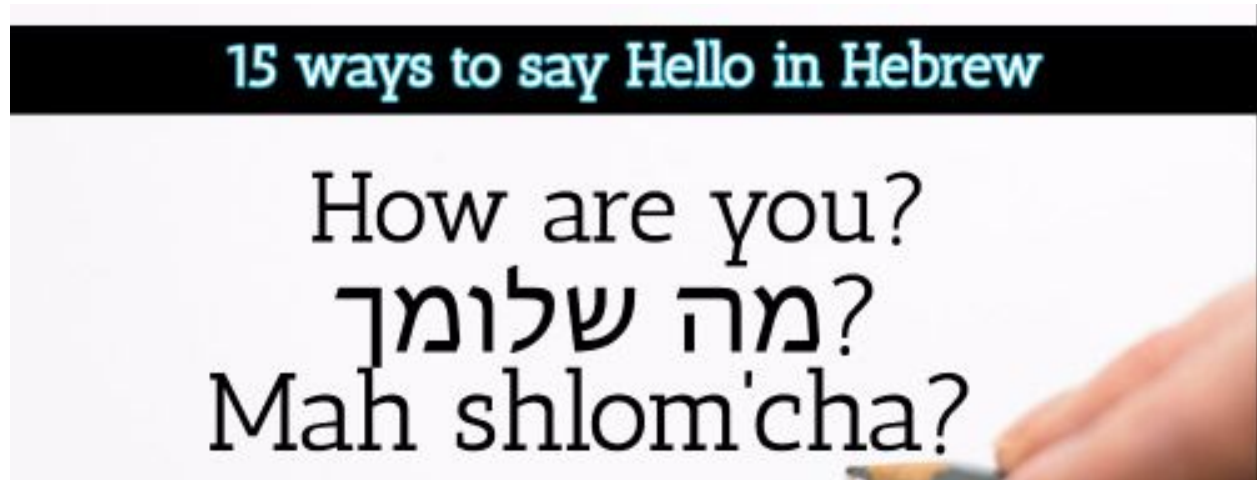 15 ways to say Hello in Hebrew
How are you?
מה שלומך?
Mah shlom'cha?